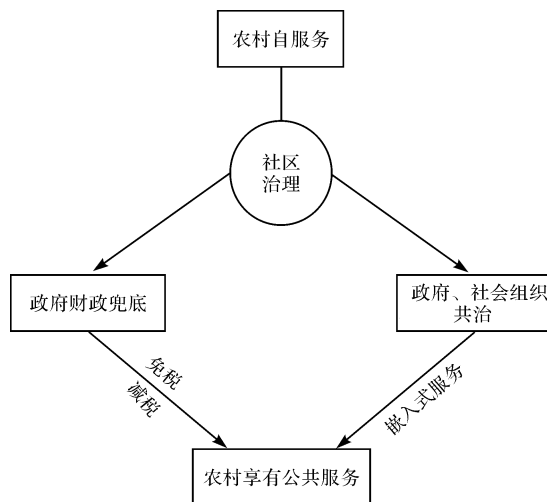 农村自服务
社区
治理
政府财政兜底
政府、社会组织
共治
免税
减税
嵌入式服务
农村享有公共服务